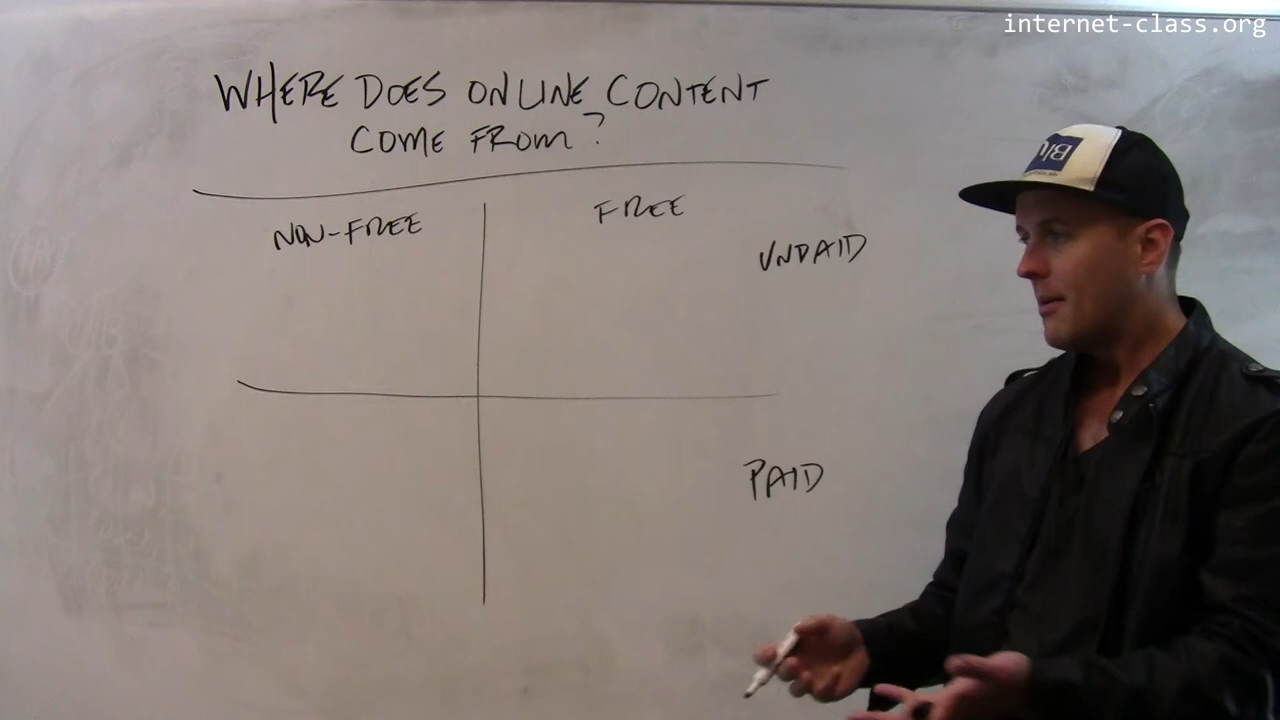 internet-class.org
WHERE DOES ONLINE CONTENT
COME FROM?
NON-FREE
FREE
UNPAID
PAID